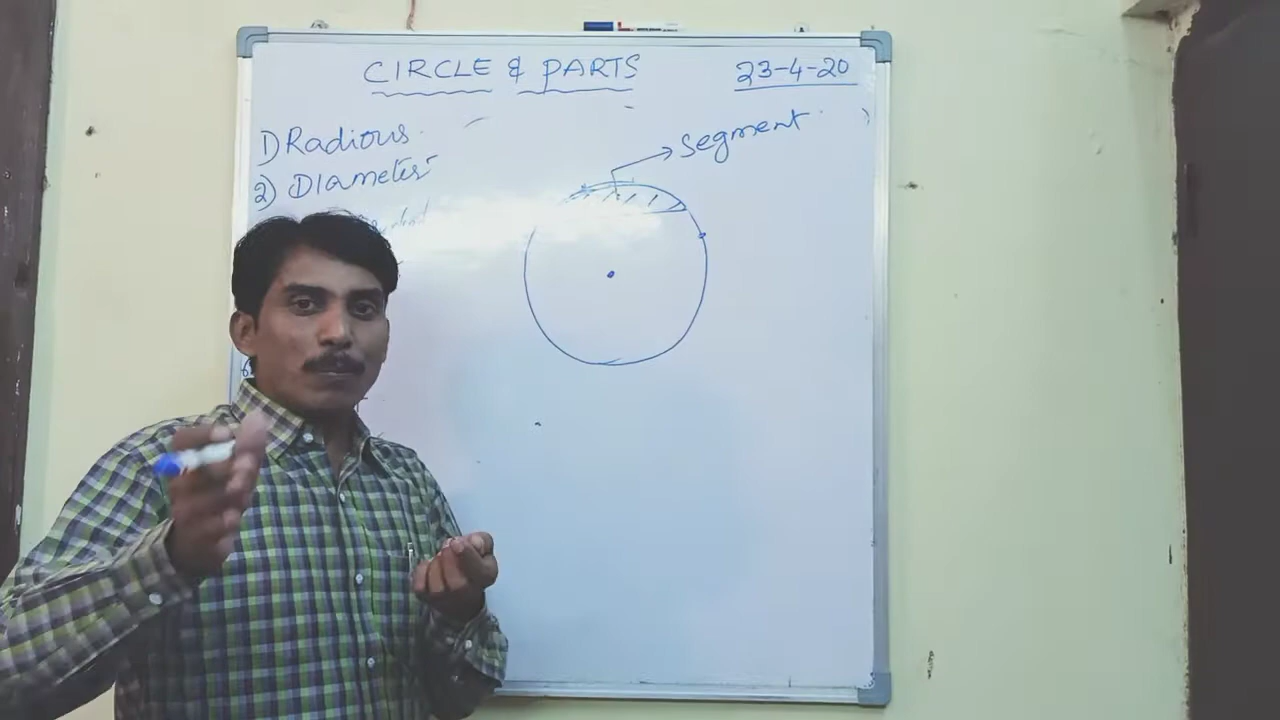 CIRCLE & PARTS
23-4-20
1) Radious
2) Diameter
Segment